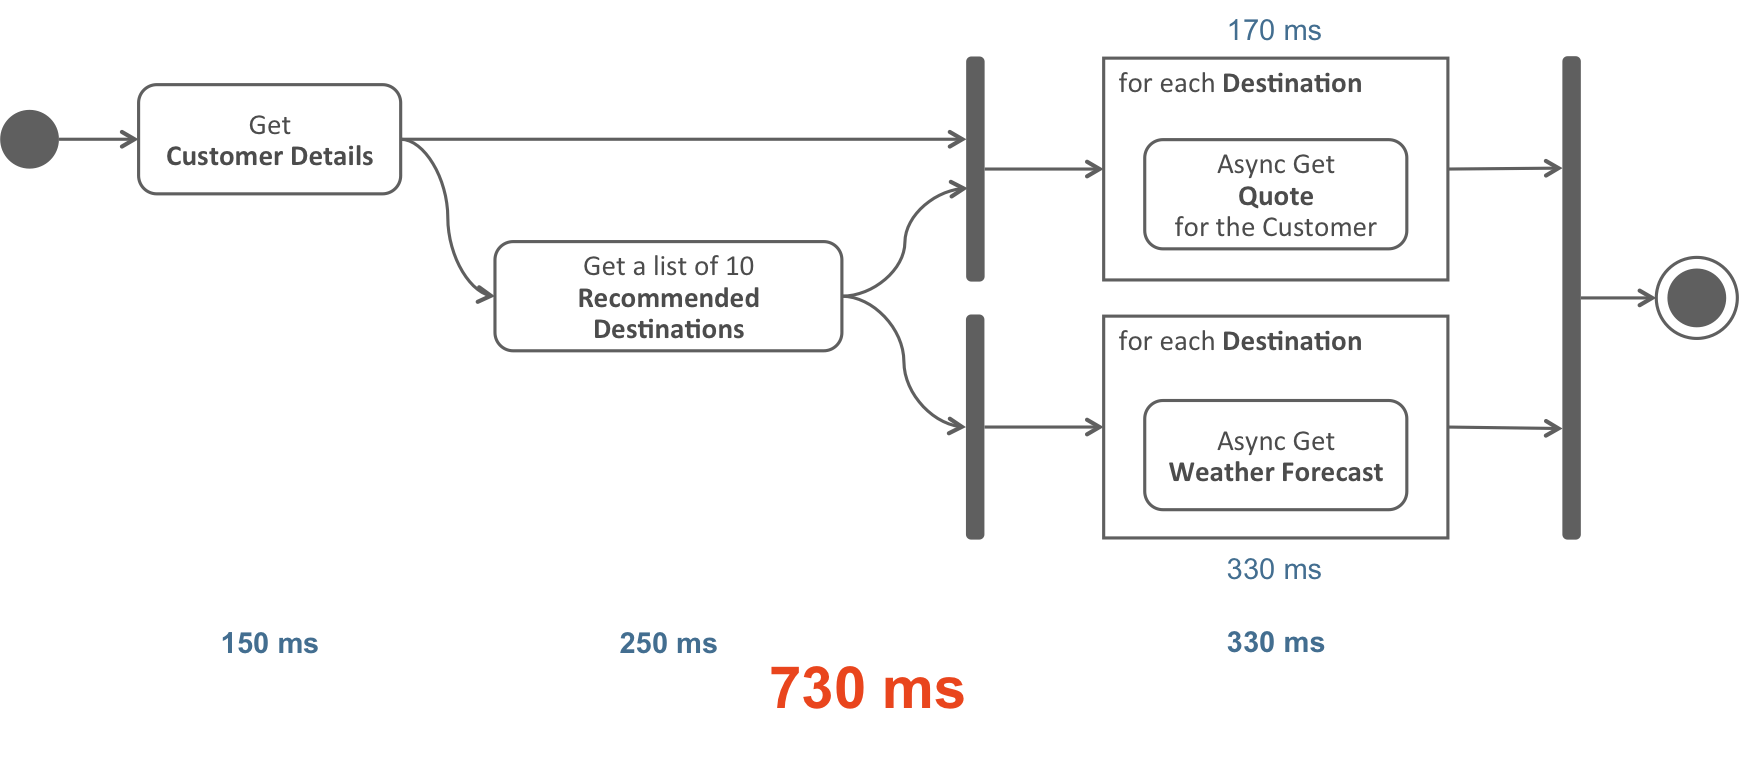 170 ms
for each Destination
Get
Customer Details
Async Get
Quote
for the Customer
Get a list of 10
Recommended
Destinations
for each Destination
Async Get
Weather Forecast
330 ms
150 ms
250 ms
330 ms
730 ms